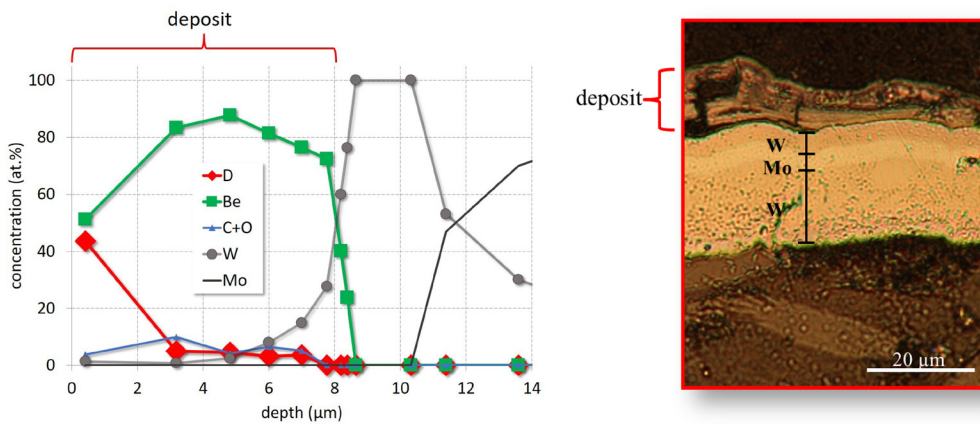 deposit
100
80
60
40
20
0
concentration (at.%)
D
Be
C+O
W
Mo
0 2 4 6 8 10 12 14
depth (μm)
deposit
W
Mo
W
20 μm